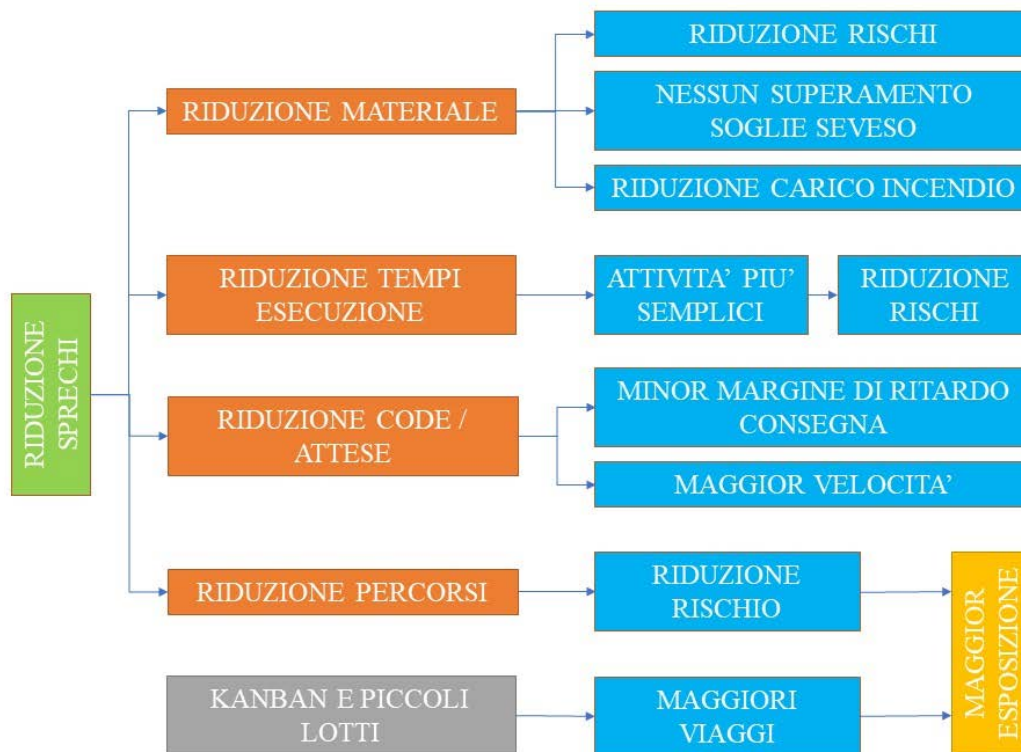 RIDUZIONE RISCHI
RIDUZIONE MATERIALE
NESSUN SUPERAMENTO
SOGLIE SEVESO
RIDUZIONE CARICO INCENDIO
RIDUZIONE
SPRECHI
RIDUZIONE TEMPI
ESECUZIONE
ATTIVITA’ PIU’
SEMPLICI
RIDUZIONE
RISCHI
RIDUZIONE CODE /
ATTESE
MINOR MARGINE DI RITARDO
CONSEGNA
MAGGIOR VELOCITA’
RIDUZIONE PERCORSI
RIDUZIONE
RISCHIO
MAGGIOR
ESPOSIZIONE
KANBAN E PICCOLI
LOTTI
MAGGIORI
VIAGGI